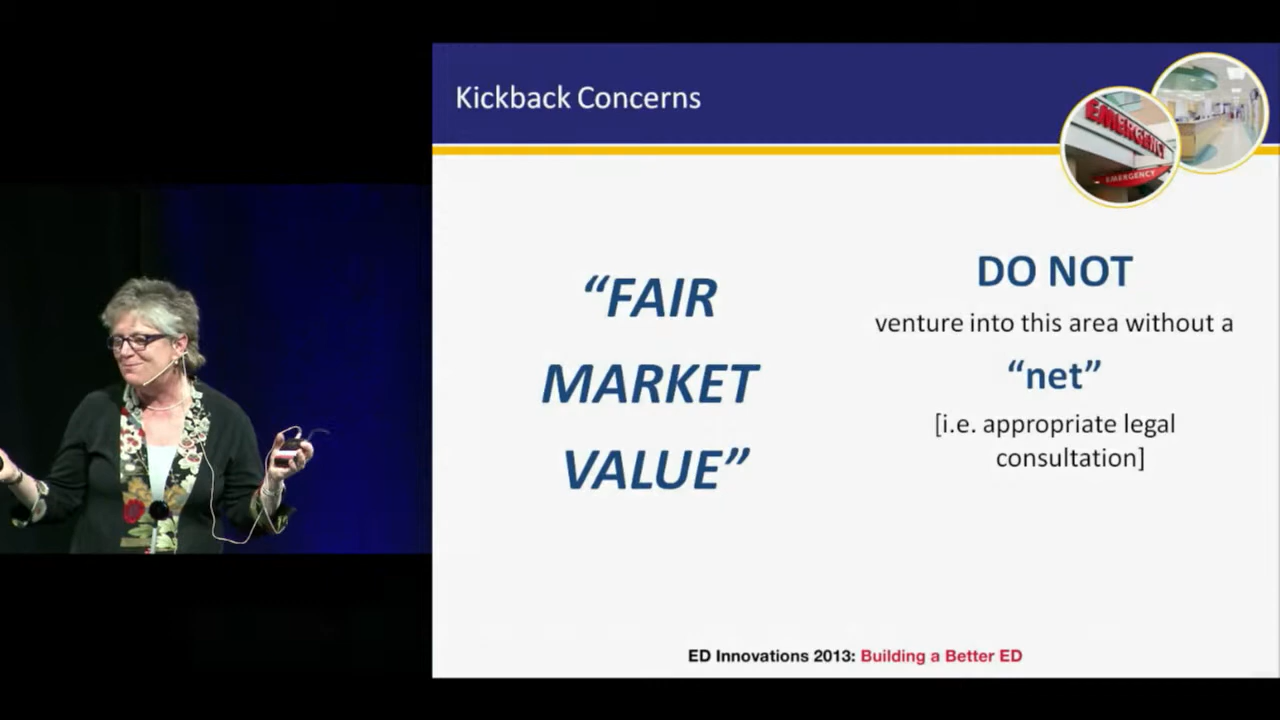 Kickback Concerns
EMERGENCY
EMERGENCY
“FAIR
MARKET
VALUE”
DO NOT
venture into this area without a
“net”
[i.e. appropriate legal
consultation]
ED Innovations 2013: Building a Better ED